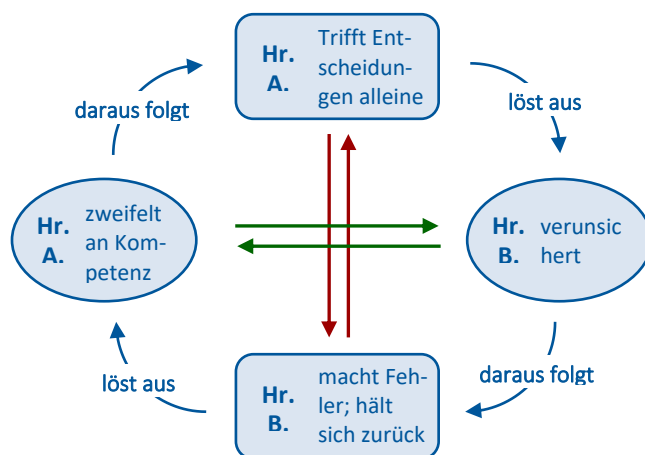 Hr.
A.
Trifft Ent-
scheidun-
gen alleine
daraus folgt
löst aus
Hr.
A.
zweifelt
an Kom-
petenz
Hr.
B.
verunsic
hert
löst aus
daraus folgt
Hr.
B.
macht Feh-
ler; hält
sich zurück